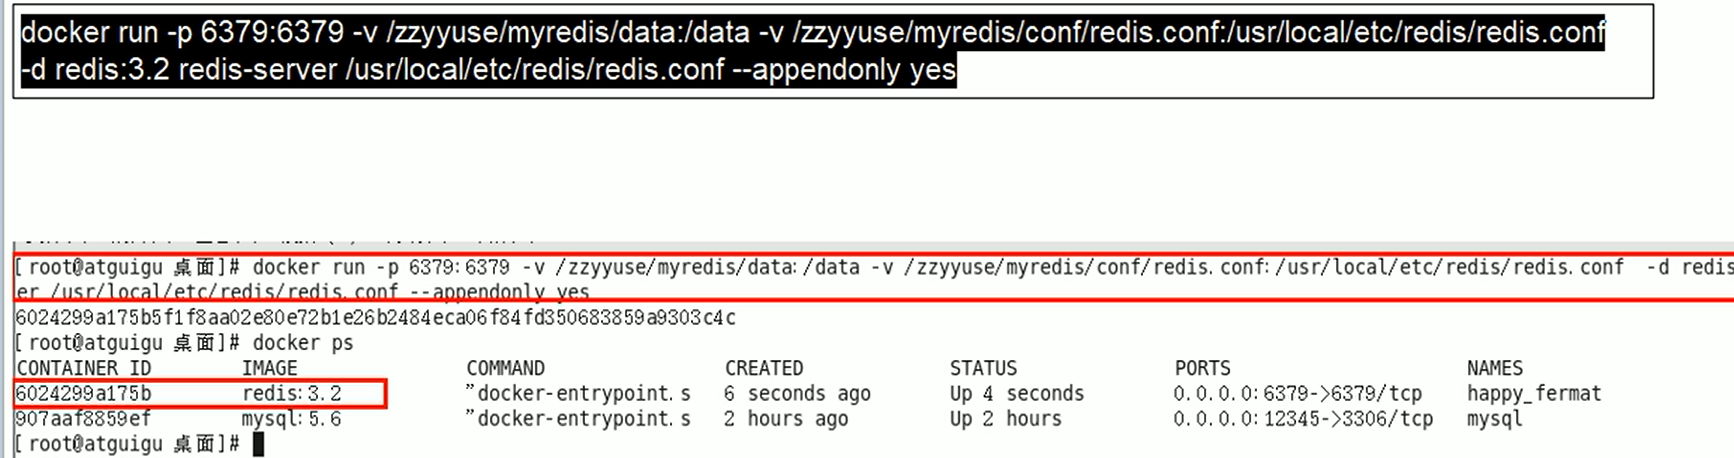 docker run -p 6379:6379 -v /zzyyuse/myredis/data:/data -v /zzyyuse/myredis/conf/redis.conf:/usr/local/etc/redis/redis.conf
-d redis:3.2 redis-server /usr/local/etc/redis/redis.conf --appendonly yes
[root@atguigu 桌面]# docker run -p 6379:6379 -v /zzyyuse/myredis/data:/data -v /zzyyuse/myredis/conf/redis.conf:/usr/local/etc/redis/redis.conf -d redis
er /usr/local/etc/redis/redis.conf --appendonly yes
6024299a175b5f1f8aa02e80e72b1e26b2484eca06f84fd350683859a9303c4c
[root@atguigu 桌面]# docker ps
CONTAINER ID IMAGE COMMAND CREATED STATUS PORTS NAMES
6024299a175b redis:3.2 "docker-entrypoint.s 6 seconds ago Up 4 seconds 0.0.0.0:6379->6379/tcp happy_fermat
907aaf8859ef mysql:5.6 "docker-entrypoint.s 2 hours ago Up 2 hours 0.0.0.0:12345->3306/tcp mysql
[root@atguigu 桌面]#